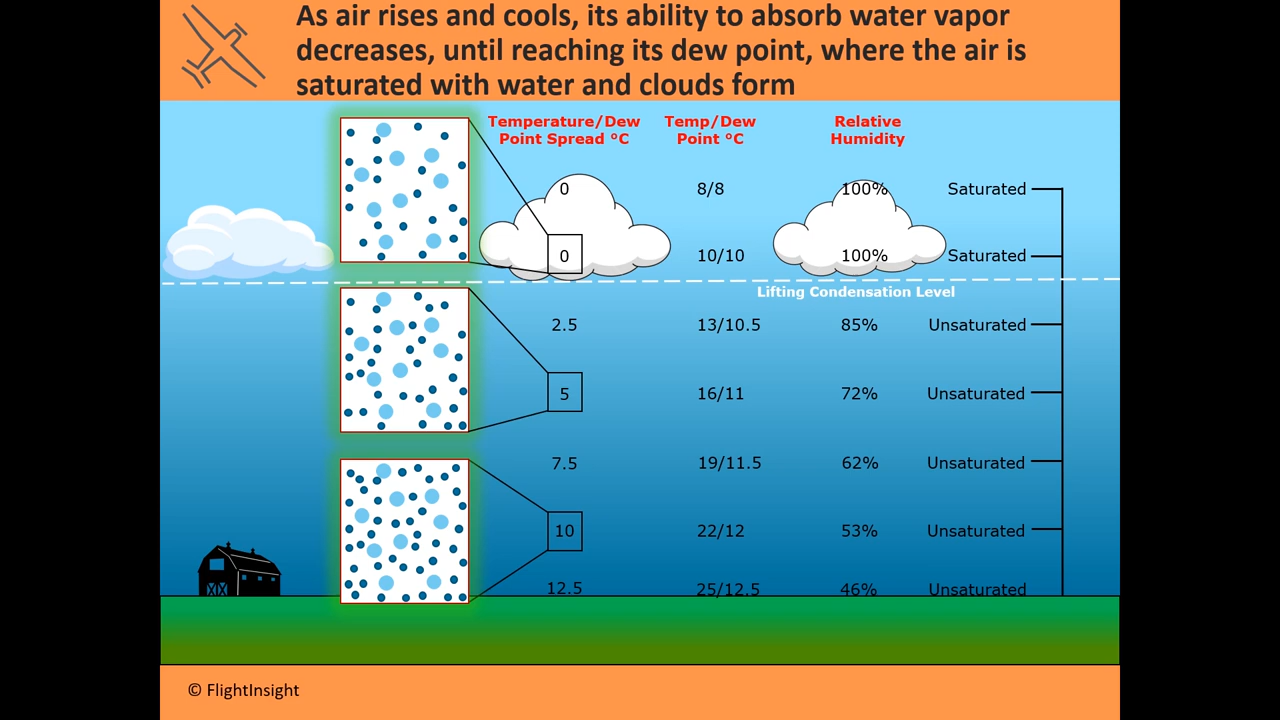 As air rises and cools, its ability to absorb water vapor
decreases, until reaching its dew point, where the air is
saturated with water and clouds form
Temperature/Dew Point Spread °C Temp/Dew Point °C Relative Humidity
0 8/8 100% Saturated
0 10/10 100% Saturated
Lifting Condensation Level
2.5 13/10.5 85% Unsaturated
5 16/11 72% Unsaturated
7.5 19/11.5 62% Unsaturated
10 22/12 53% Unsaturated
12.5 25/12.5 46% Unsaturated
© FlightInsight